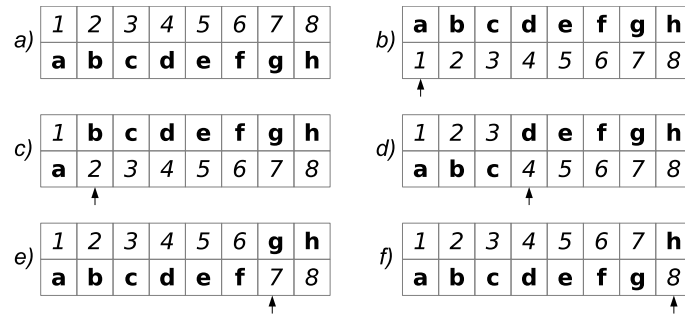 a) 1 2 3 4 5 6 7 8
a b c d e f g h
b) a b c d e f g h
1 2 3 4 5 6 7 8
c) 1 b c d e f g h
a 2 3 4 5 6 7 8
d) 1 2 3 d e f g h
a b c 4 5 6 7 8
e) 1 2 3 4 5 6 g h
a b c d e f 7 8
f) 1 2 3 4 5 6 7 h
a b c d e f g 8